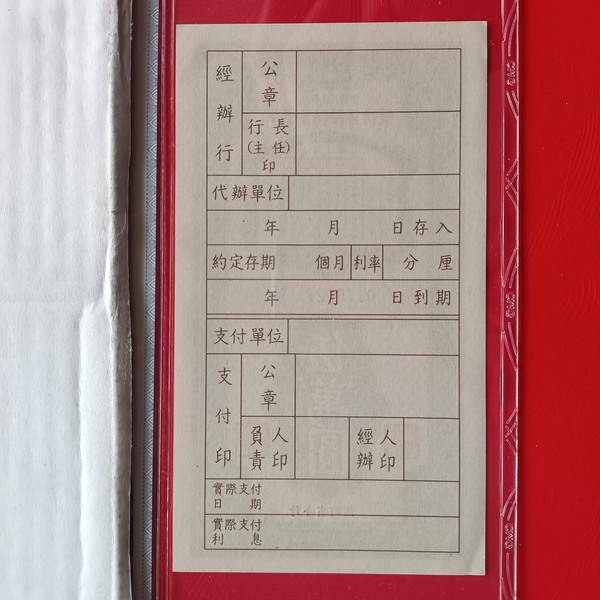 經辦行
公章
行長
(主任)
印
代辦單位
年 月 日存入
約定存期 個月 利率 分 厘
年 月 日到期
支付單位
支付印
公章
負責人印
經辦人印
實際支付
日 期
實際支付
利 息